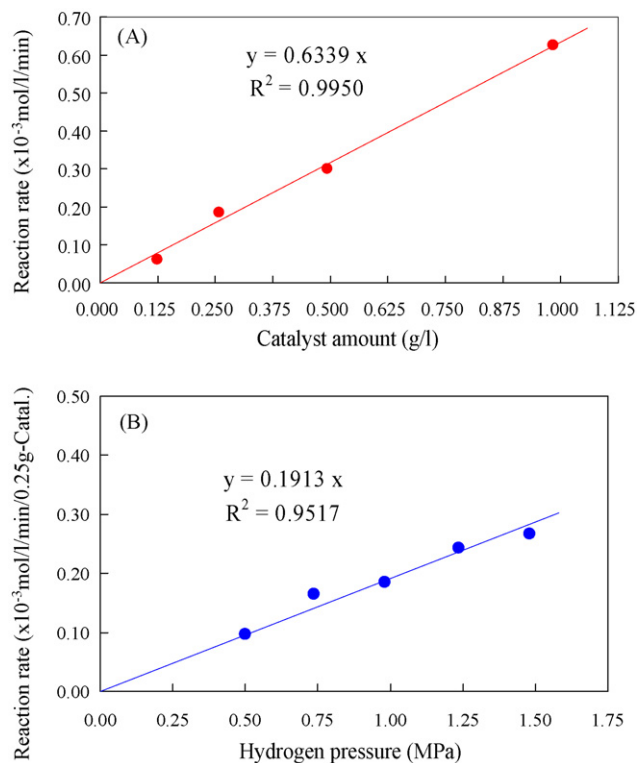 (A)
y = 0.6339 x
R² = 0.9950
Reaction rate (x10⁻³mol/l/min)
0.70
0.60
0.50
0.40
0.30
0.20
0.10
0.00
0.000 0.125 0.250 0.375 0.500 0.625 0.750 0.875 1.000 1.125
Catalyst amount (g/l)
(B)
y = 0.1913 x
R² = 0.9517
Reaction rate (x10⁻³mol/l/min/0.25g-Catal.)
0.50
0.40
0.30
0.20
0.10
0.00
0.00 0.25 0.50 0.75 1.00 1.25 1.50 1.75
Hydrogen pressure (MPa)